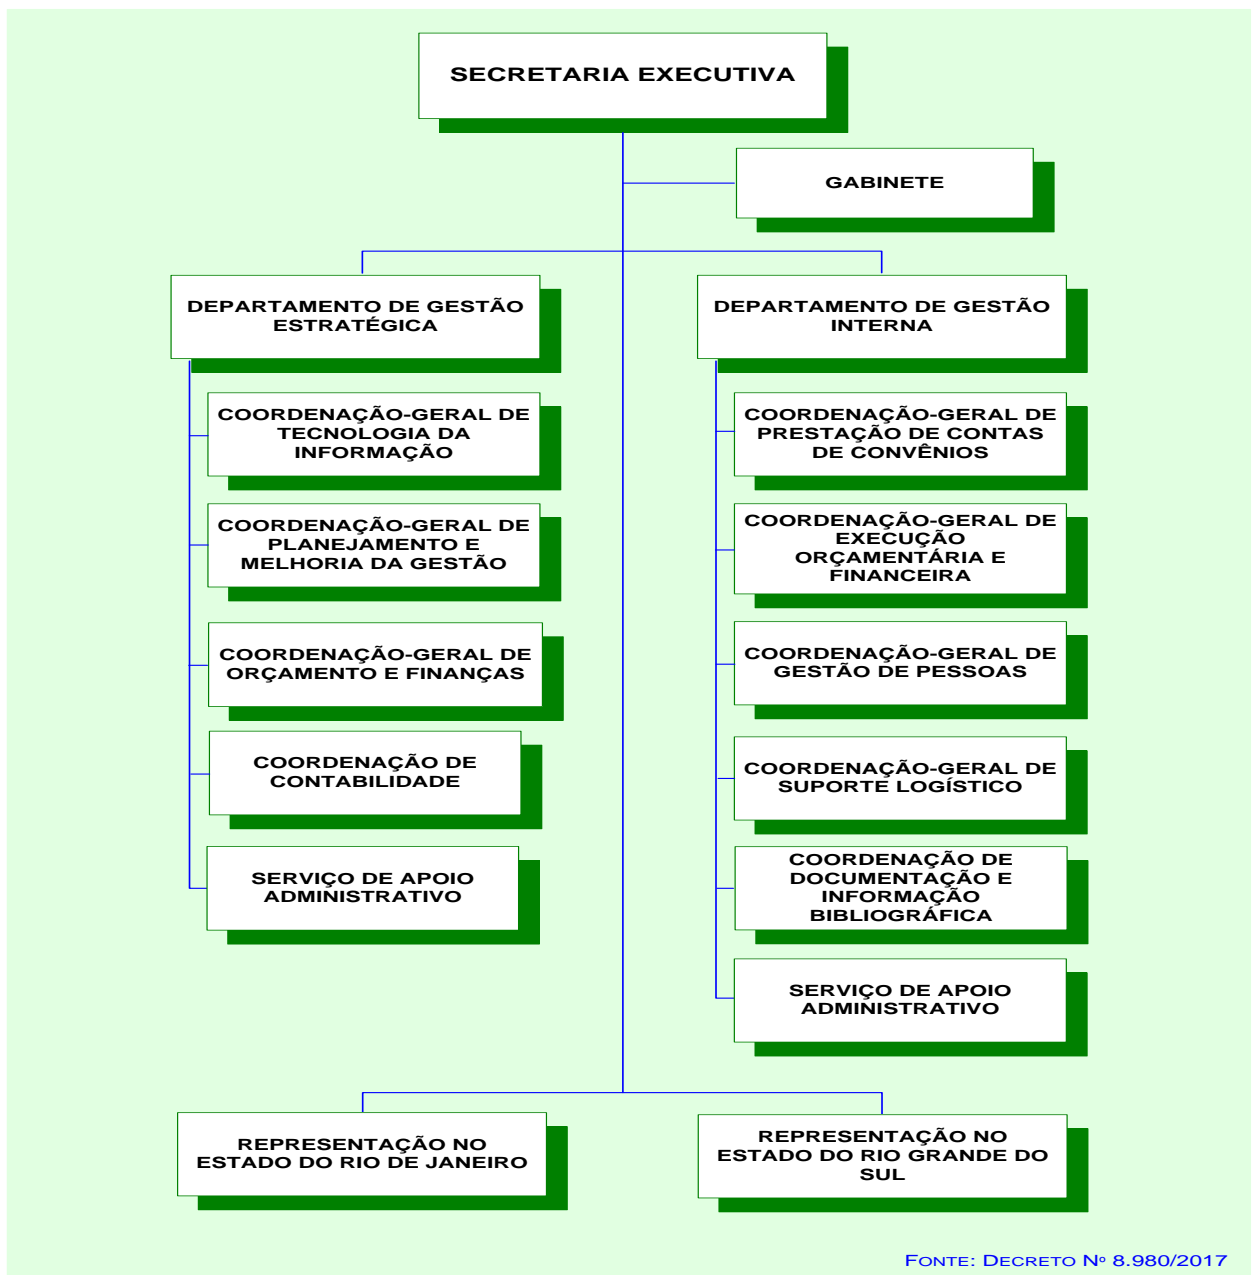 SECRETARIA EXECUTIVA
GABINETE
DEPARTAMENTO DE GESTÃO
ESTRATÉGICA
COORDENAÇÃO-GERAL DE
TECNOLOGIA DA
INFORMAÇÃO
COORDENAÇÃO-GERAL DE
PLANEJAMENTO E
MELHORIA DA GESTÃO
COORDENAÇÃO-GERAL DE
ORÇAMENTO E FINANÇAS
COORDENAÇÃO DE
CONTABILIDADE
SERVIÇO DE APOIO
ADMINISTRATIVO
DEPARTAMENTO DE GESTÃO
INTERNA
COORDENAÇÃO-GERAL DE
PRESTAÇÃO DE CONTAS
DE CONVÊNIOS
COORDENAÇÃO-GERAL DE
EXECUÇÃO
ORÇAMENTÁRIA E
FINANCEIRA
COORDENAÇÃO-GERAL DE
GESTÃO DE PESSOAS
COORDENAÇÃO-GERAL DE
SUPORTE LOGÍSTICO
COORDENAÇÃO DE
DOCUMENTAÇÃO E
INFORMAÇÃO
BIBLIOGRÁFICA
SERVIÇO DE APOIO
ADMINISTRATIVO
REPRESENTAÇÃO NO
ESTADO DO RIO DE JANEIRO
REPRESENTAÇÃO NO
ESTADO DO RIO GRANDE DO
SUL
FONTE: DECRETO Nº 8.980/2017